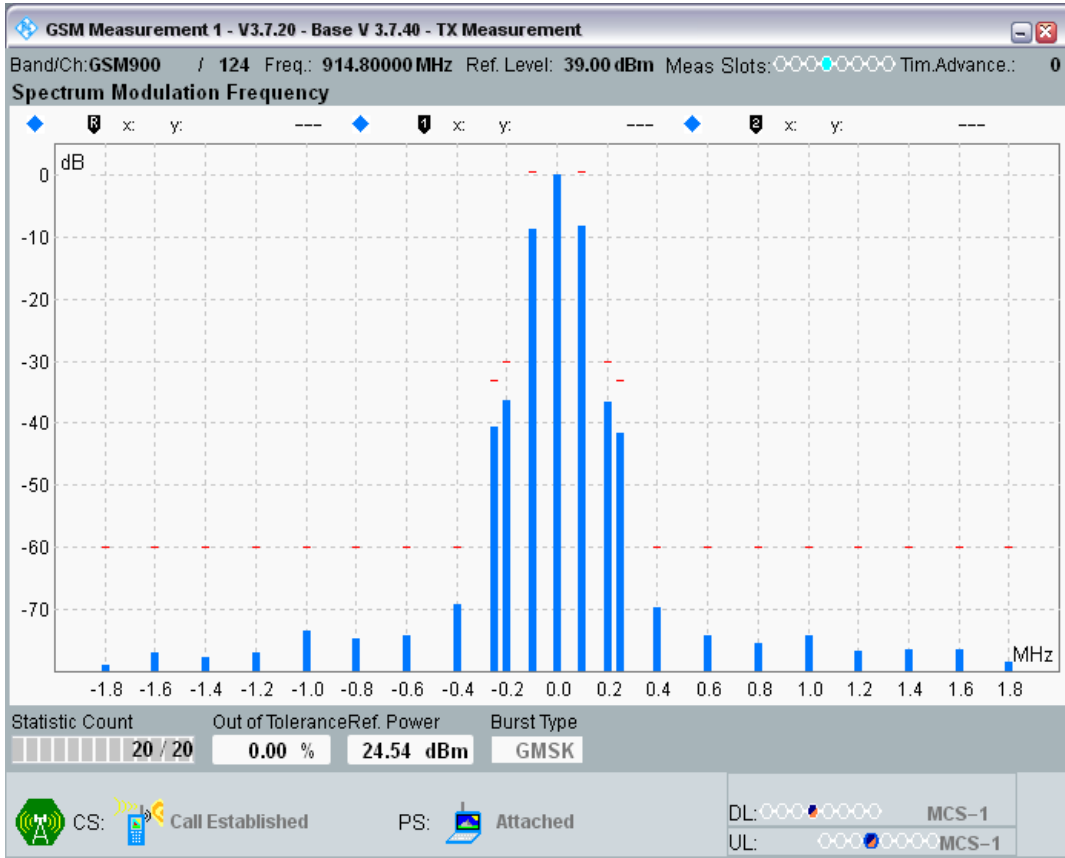 GSM Measurement 1 - V3.7.20 - Base V 3.7.40 - TX Measurement
Band/Ch:GSM900 / 124 Freq.: 914.80000 MHz Ref. Level: 39.00 dBm Meas Slots: Tim.Advance.: 0
Spectrum Modulation Frequency
R x: y: --- 1 x: y: --- 2 x: y: ---
dB
0
-10
-20
-30
-40
-50
-60
-70
MHz
-1.8 -1.6 -1.4 -1.2 -1.0 -0.8 -0.6 -0.4 -0.2 0.0 0.2 0.4 0.6 0.8 1.0 1.2 1.4 1.6 1.8
Statistic Count Out of Tolerance Ref. Power Burst Type
20 / 20 0.00 % 24.54 dBm GMSK
CS: Call Established PS: Attached
DL: MCS-1
UL: MCS-1